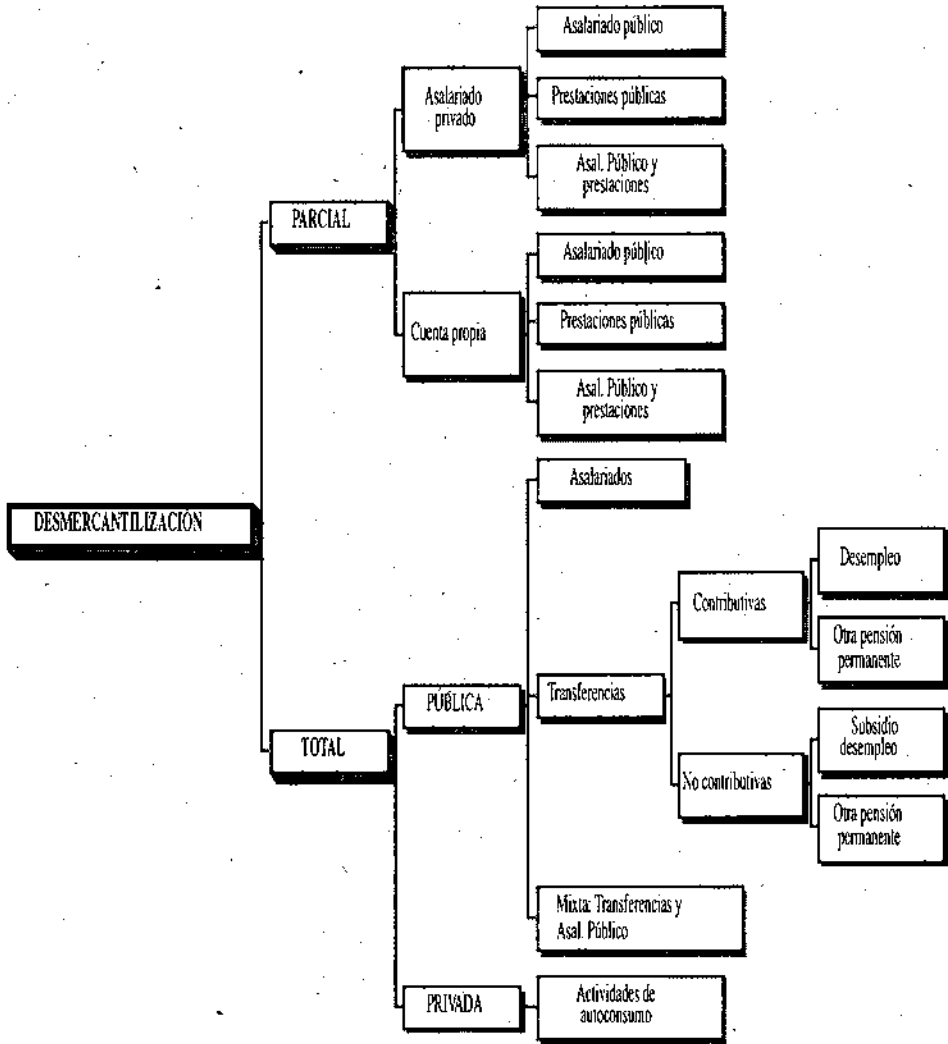 Asalariado público
Asalariado
privado
Prestaciones públicas
Asal. Público y
prestaciones
PARCIAL
Asalariado público
Cuenta propia
Prestaciones públicas
Asal. Público y
prestaciones
DESMERCANTILIZACIÓN
Asalariados
Desempleo
Contributivas
Otra pensión
permanente
PÚBLICA
Transferencias
TOTAL
Subsidio
desempleo
No contributivas
Otra pensión
permanente
Mixta: Transferencias y
Asal. Público
PRIVADA
Actividades de
autoconsumo